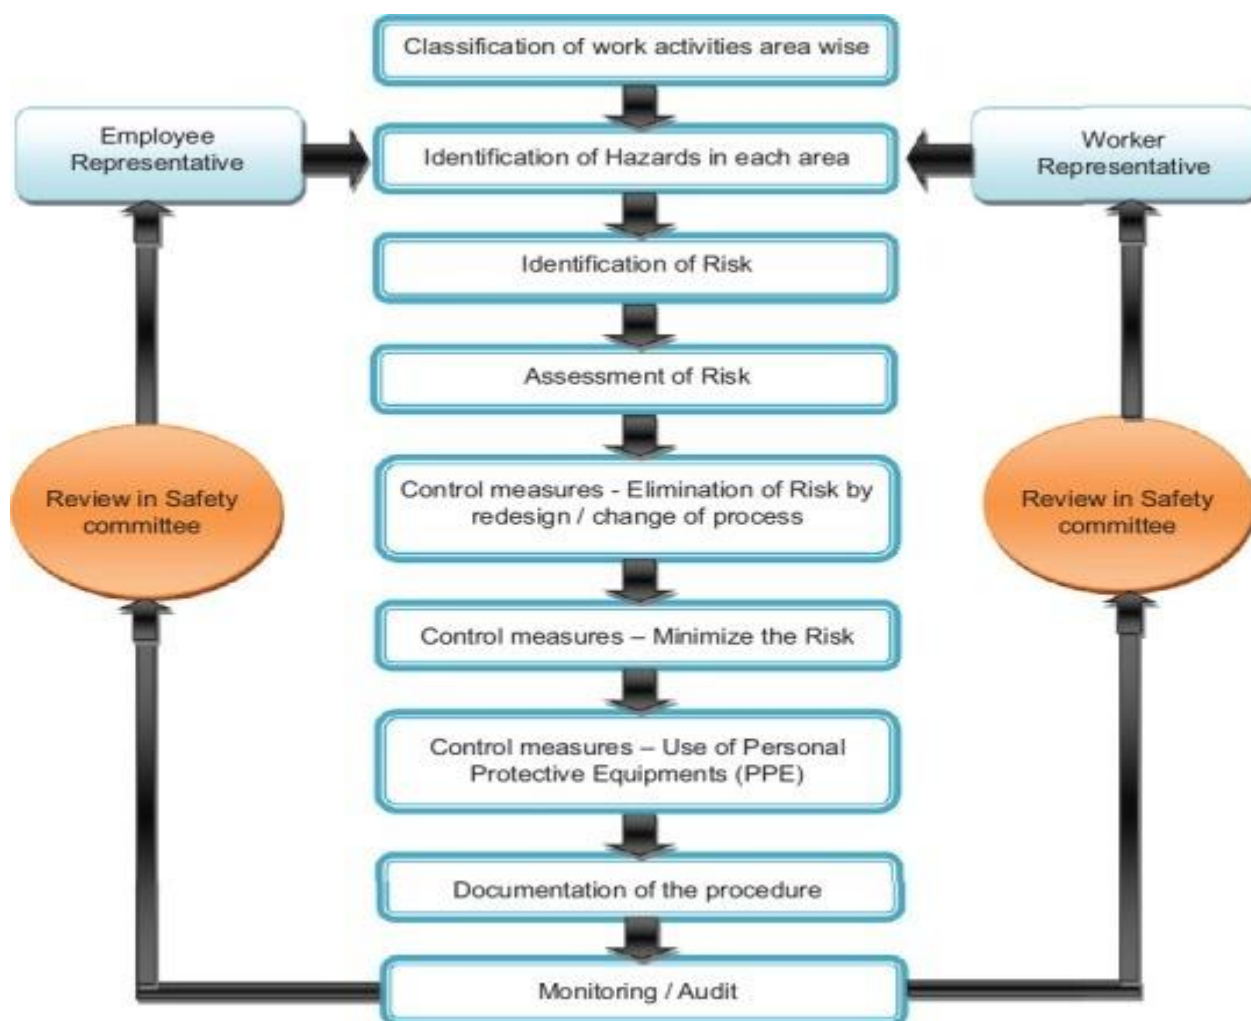 Classification of work activities area wise
Employee
Representative
Identification of Hazards in each area
Worker
Representative
Identification of Risk
Assessment of Risk
Review in Safety
committee
Control measures - Elimination of Risk by
redesign / change of process
Review in Safety
committee
Control measures – Minimize the Risk
Control measures – Use of Personal
Protective Equipments (PPE)
Documentation of the procedure
Monitoring / Audit